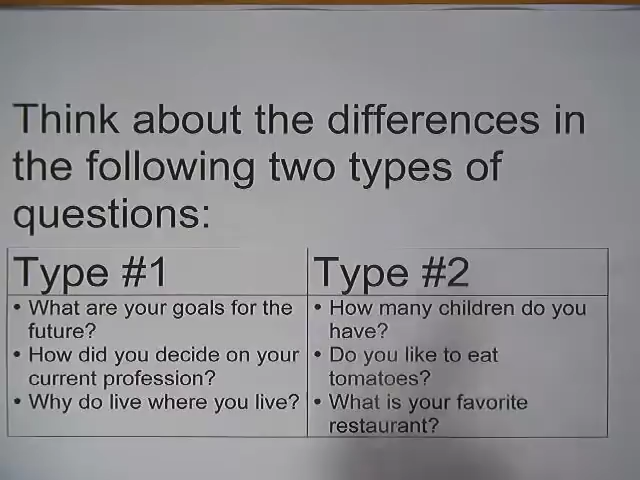 Think about the differences in
the following two types of
questions:
Type #1
• What are your goals for the
future?
• How did you decide on your
current profession?
• Why do live where you live?
Type #2
• How many children do you
have?
• Do you like to eat
tomatoes?
• What is your favorite
restaurant?